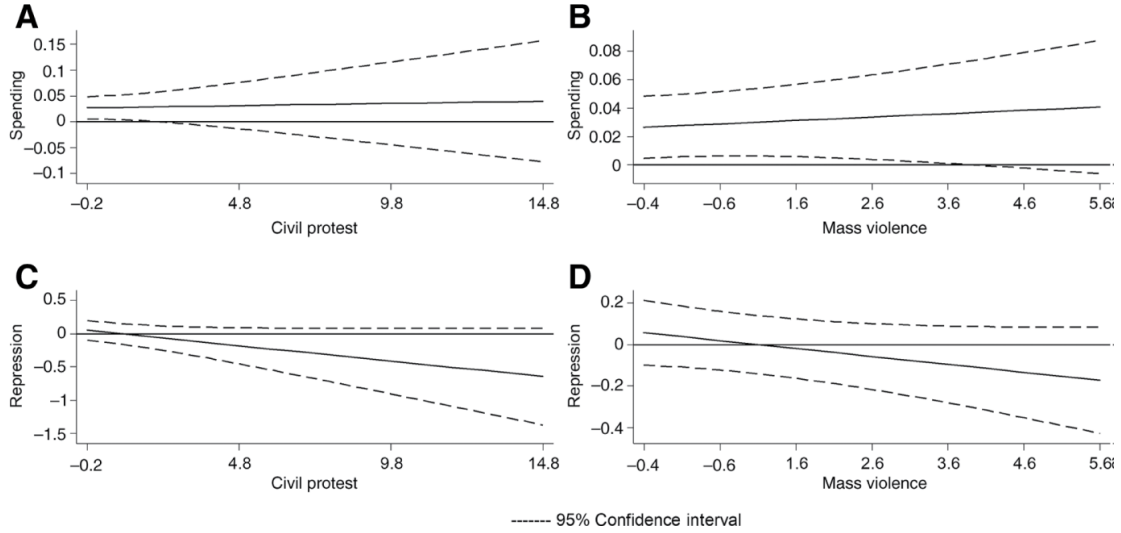 A
Spending
0.15
0.1
0.05
0
–0.05
–0.1
–0.2 4.8 9.8 14.8
Civil protest
B
Spending
0.08
0.06
0.04
0.02
0
–0.4 –0.6 1.6 2.6 3.6 4.6 5.68
Mass violence
C
Repression
0.5
0
–0.5
–1
–1.5
–0.2 4.8 9.8 14.8
Civil protest
D
Repression
0.2
0
–0.2
–0.4
–0.4 –0.6 1.6 2.6 3.6 4.6 5.68
Mass violence
95% Confidence interval